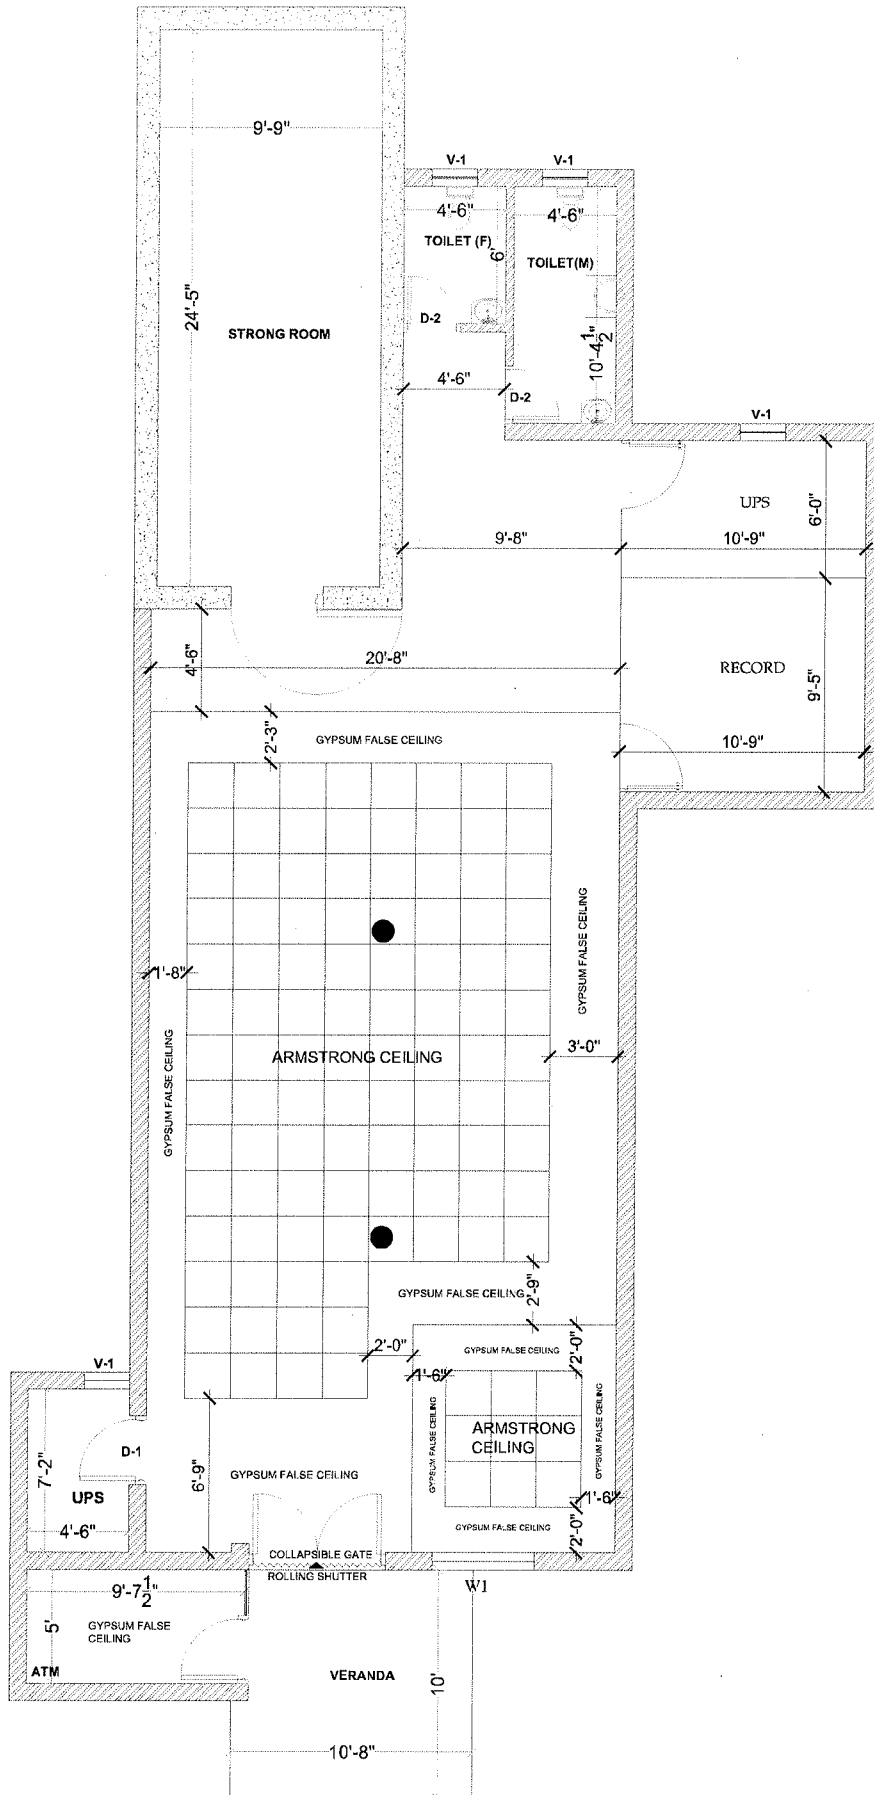 9'-9"
V-1
V-1
4'-6"
4'-6"
TOILET (F)
6'
TOILET(M)
24'-5"
D-2
STRONG ROOM
10'-4 1/2"
4'-6"
D-2
V-1
UPS
6'-0"
9'-8"
10'-9"
4'-6"
20'-8"
RECORD
9'-5"
2'-3"
GYPSUM FALSE CEILING
10'-9"
GYPSUM FALSE CEILING
1'-8"
GYPSUM FALSE CEILING
ARMSTRONG CEILING
3'-0"
GYPSUM FALSE CEILING
2'-9"
2'-0"
GYPSUM FALSE CEILING
2'-0"
V-1
1'-6"
GYPSUM FALSE CEILING
ARMSTRONG
CEILING
GYPSUM FALSE CEILING
D-1
7'-2"
6'-9"
GYPSUM FALSE CEILING
UPS
1'-6"
4'-6"
GYPSUM FALSE CEILING
2'-0"
COLLAPSIBLE GATE
ROLLING SHUTTER
W1
9'-7 1/2"
5'
GYPSUM FALSE
CEILING
ATM
VERANDA
10'
10'-8"